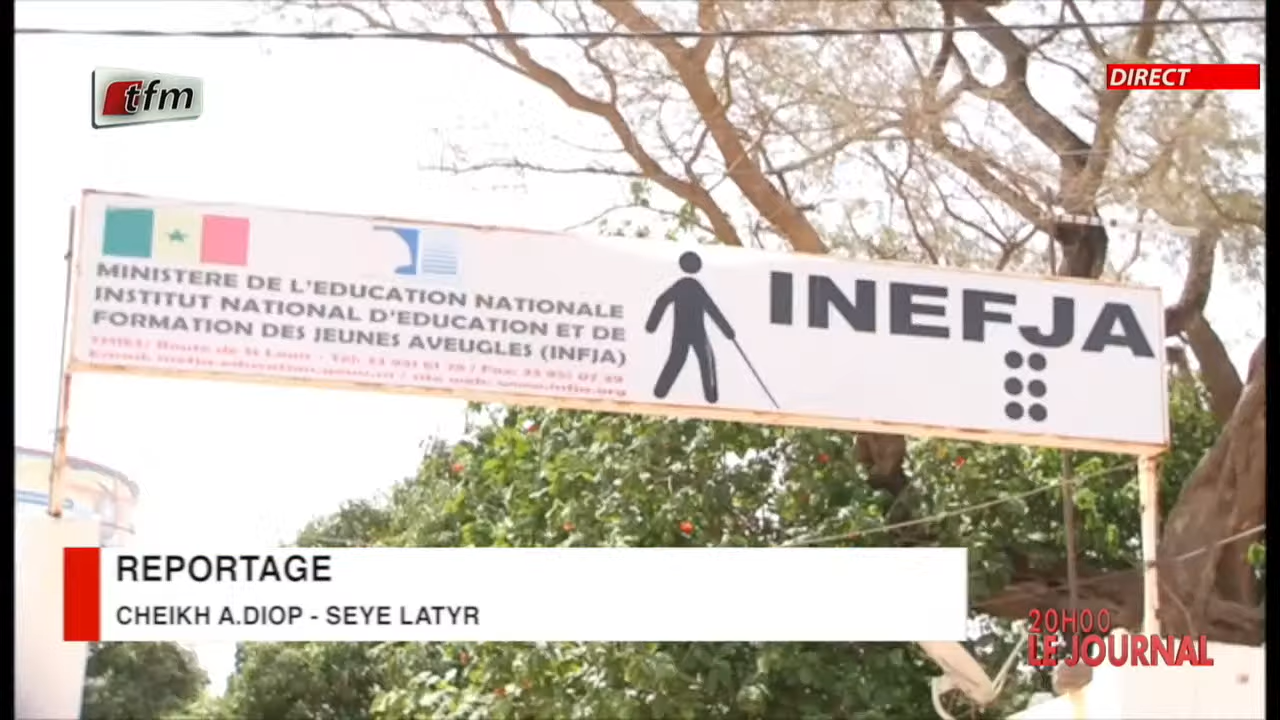 tfm
DIRECT
MINISTERE DE L'EDUCATION NATIONALE
INSTITUT NATIONAL D'EDUCATION ET DE
FORMATION DES JEUNES AVEUGLES (INFJA)
INEFJA
REPORTAGE
CHEIKH A.DIOP - SEYE LATYR
20H00
LE JOURNAL